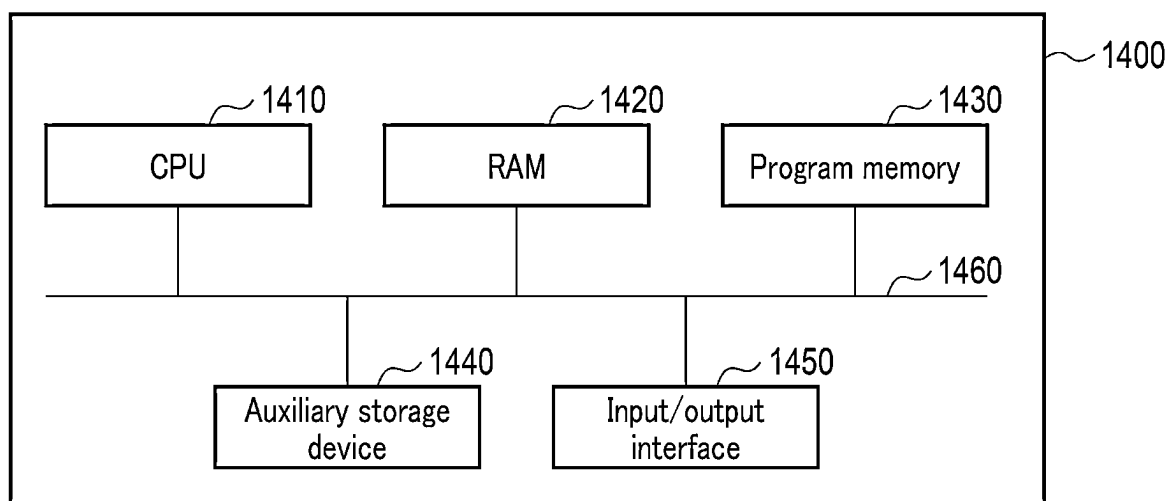 1400
1410
1420
1430
CPU
RAM
Program memory
1460
1440
1450
Auxiliary storage
device
Input/output
interface